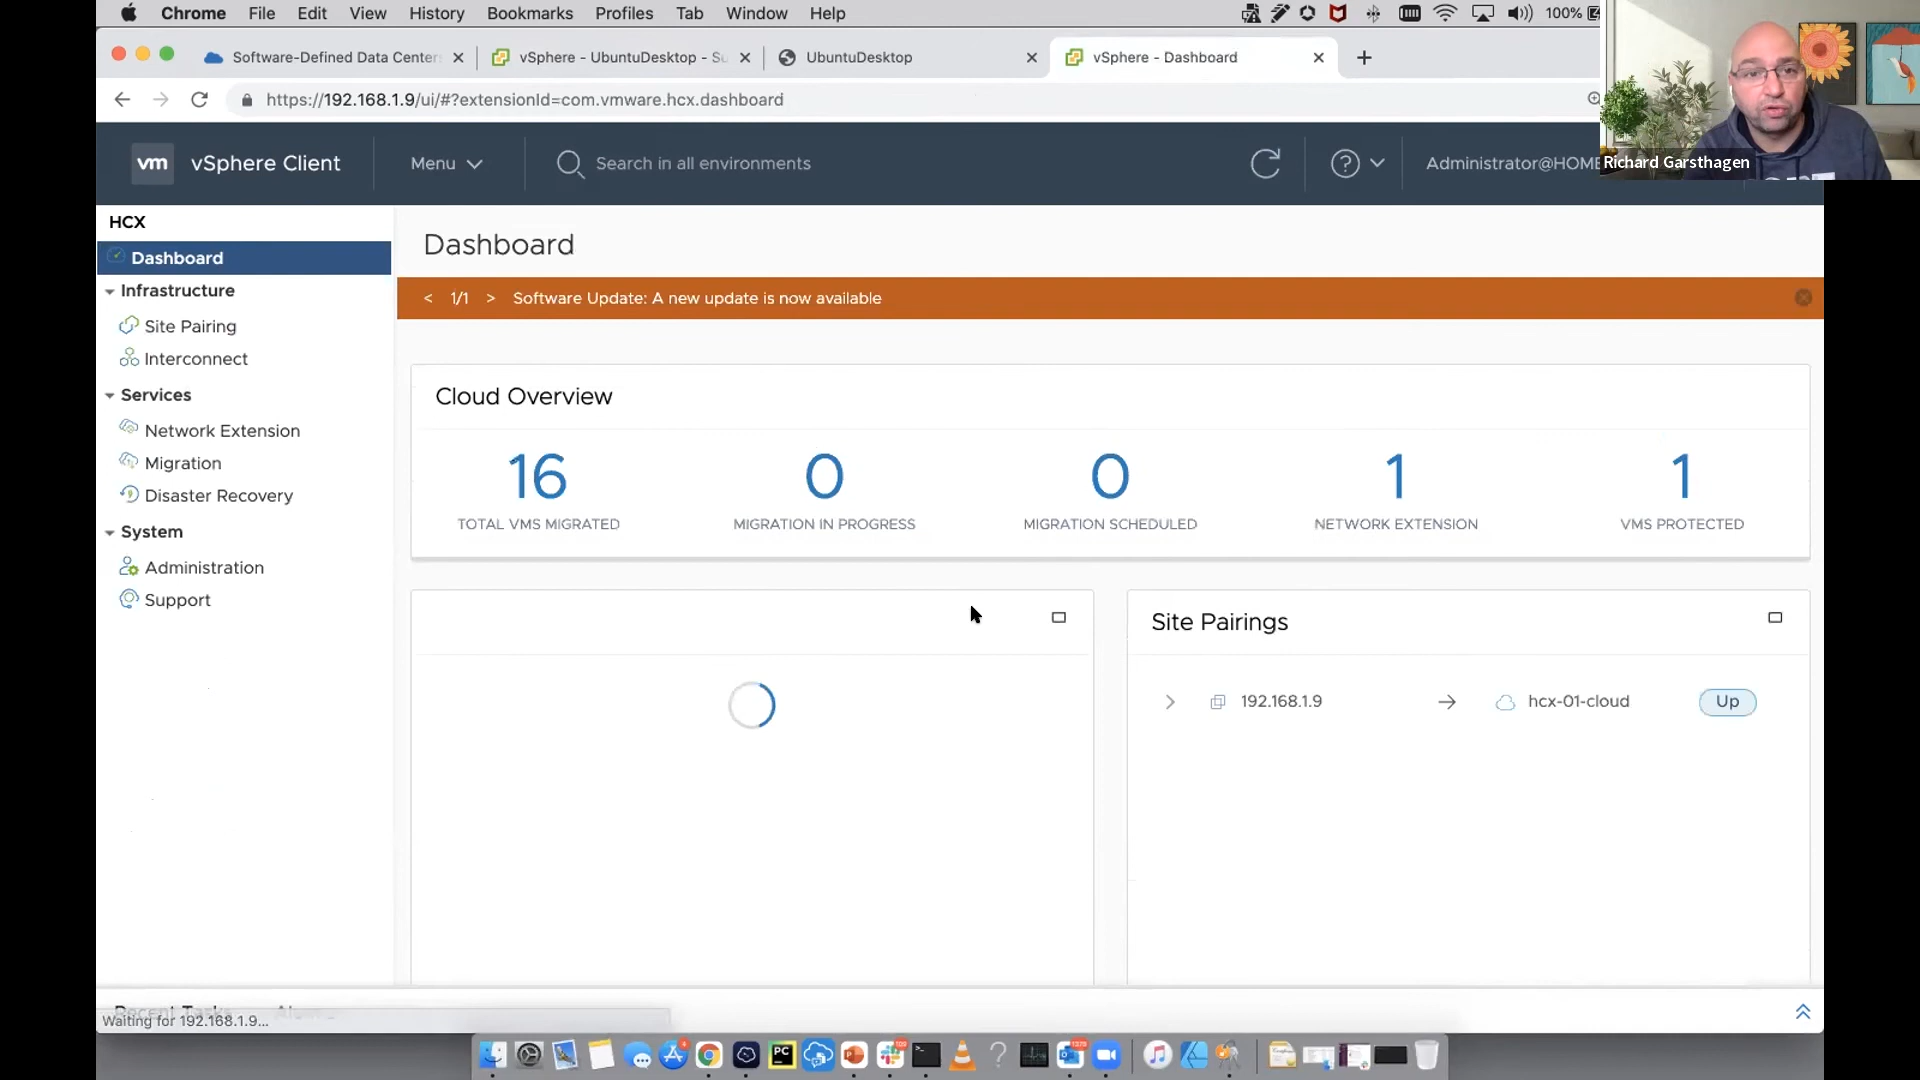 Chrome File Edit View History Bookmarks Profiles Tab Window Help
100%
Software-Defined Data Center
vSphere - UbuntuDesktop - Su
UbuntuDesktop
vSphere - Dashboard
https://192.168.1.9/ui/#?extensionId=com.vmware.hcx.dashboard
vm vSphere Client
Menu
Search in all environments
Administrator@HOME
Richard Garsthagen
HCX
Dashboard
Infrastructure
Site Pairing
Interconnect
Services
Network Extension
Migration
Disaster Recovery
System
Administration
Support
Dashboard
< 1/1 > Software Update: A new update is now available
Cloud Overview
16
TOTAL VMS MIGRATED
0
MIGRATION IN PROGRESS
0
MIGRATION SCHEDULED
1
NETWORK EXTENSION
1
VMS PROTECTED
Site Pairings
192.168.1.9
hcx-01-cloud
Up
Recent Tasks
Waiting for 192.168.1.9...
PC